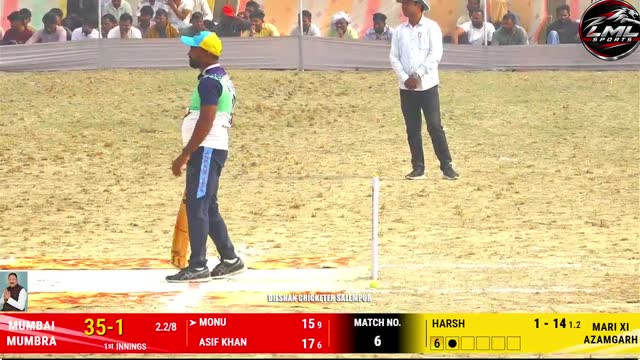 LML
SPORTS
DILSHAN CRICKETER SALEMPUR
MUMBAI
MUMBRA
35-1
2.2/8
1st INNINGS
MONU 15 9
ASIF KHAN 17 6
MATCH NO.
6
HARSH 1 - 14 1.2
6
MARI XI
AZAMGARH